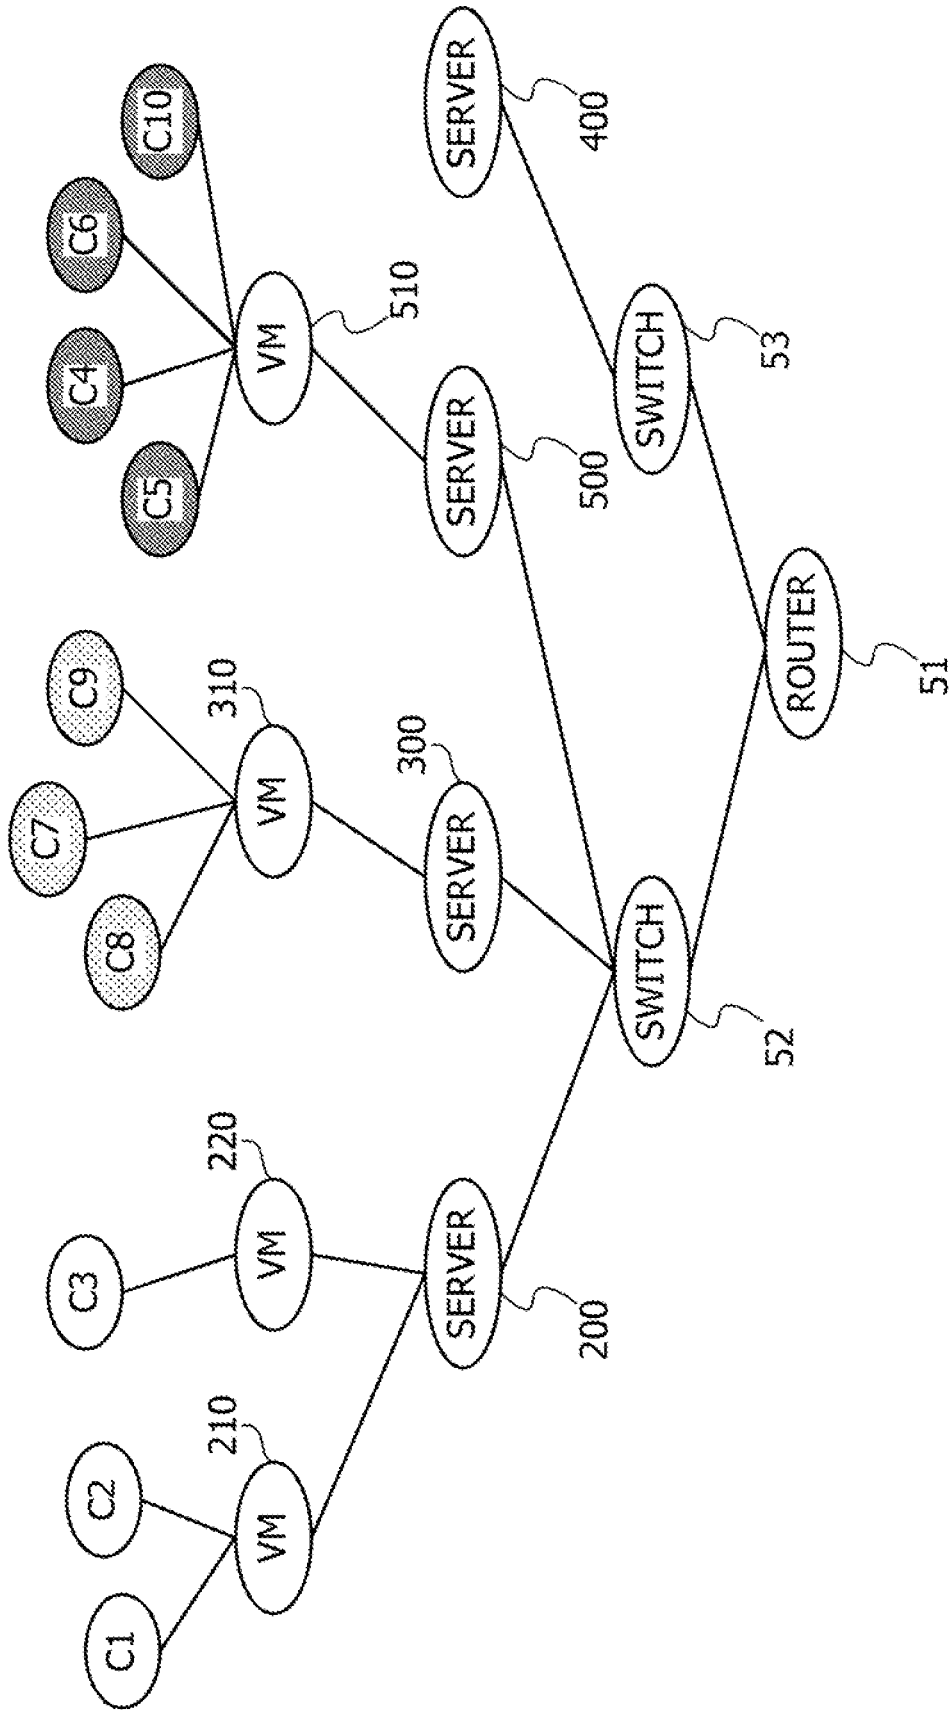 C1
C2
C3
C8
C7
C9
C5
C4
C6
C10
210
220
310
VM
VM
VM
VM
510
300
SERVER
SERVER
SERVER
SERVER
200
500
400
SWITCH
SWITCH
52
53
ROUTER
51